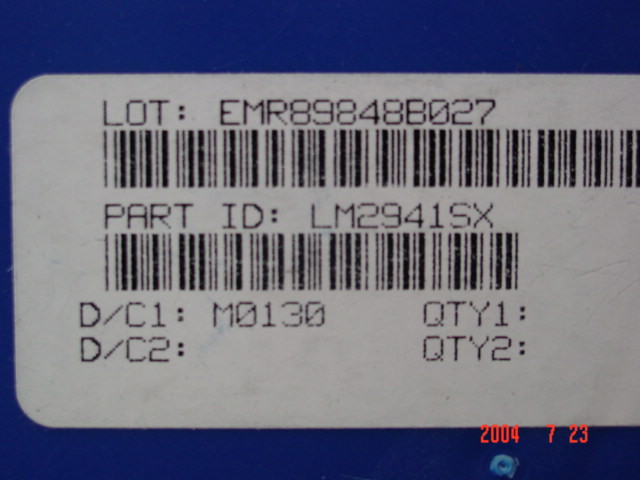 LOT: EMR89848B027
PART ID: LM2941SX
D/C1: M0130 QTY1:
D/C2: QTY2:
2004 7 23